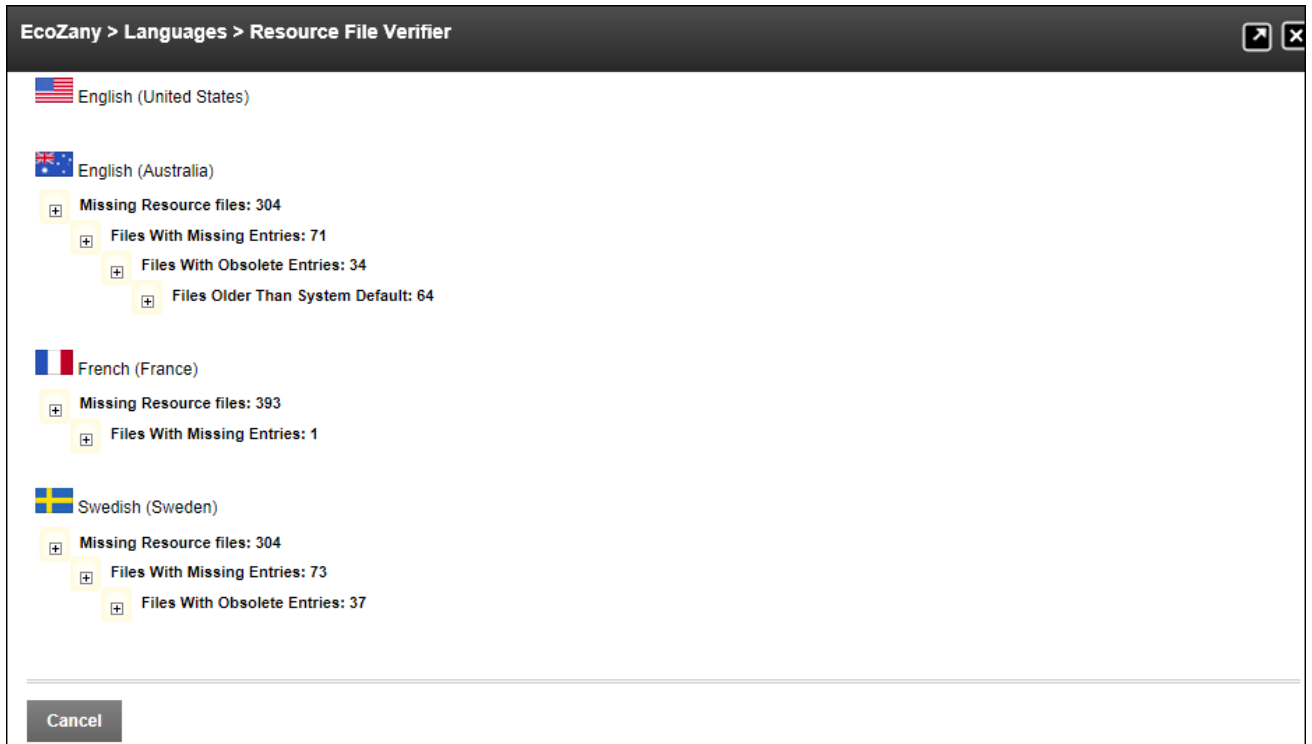 EcoZany > Languages > Resource File Verifier
English (United States)
English (Australia)
Missing Resource files: 304
Files With Missing Entries: 71
Files With Obsolete Entries: 34
Files Older Than System Default: 64
French (France)
Missing Resource files: 393
Files With Missing Entries: 1
Swedish (Sweden)
Missing Resource files: 304
Files With Missing Entries: 73
Files With Obsolete Entries: 37
Cancel